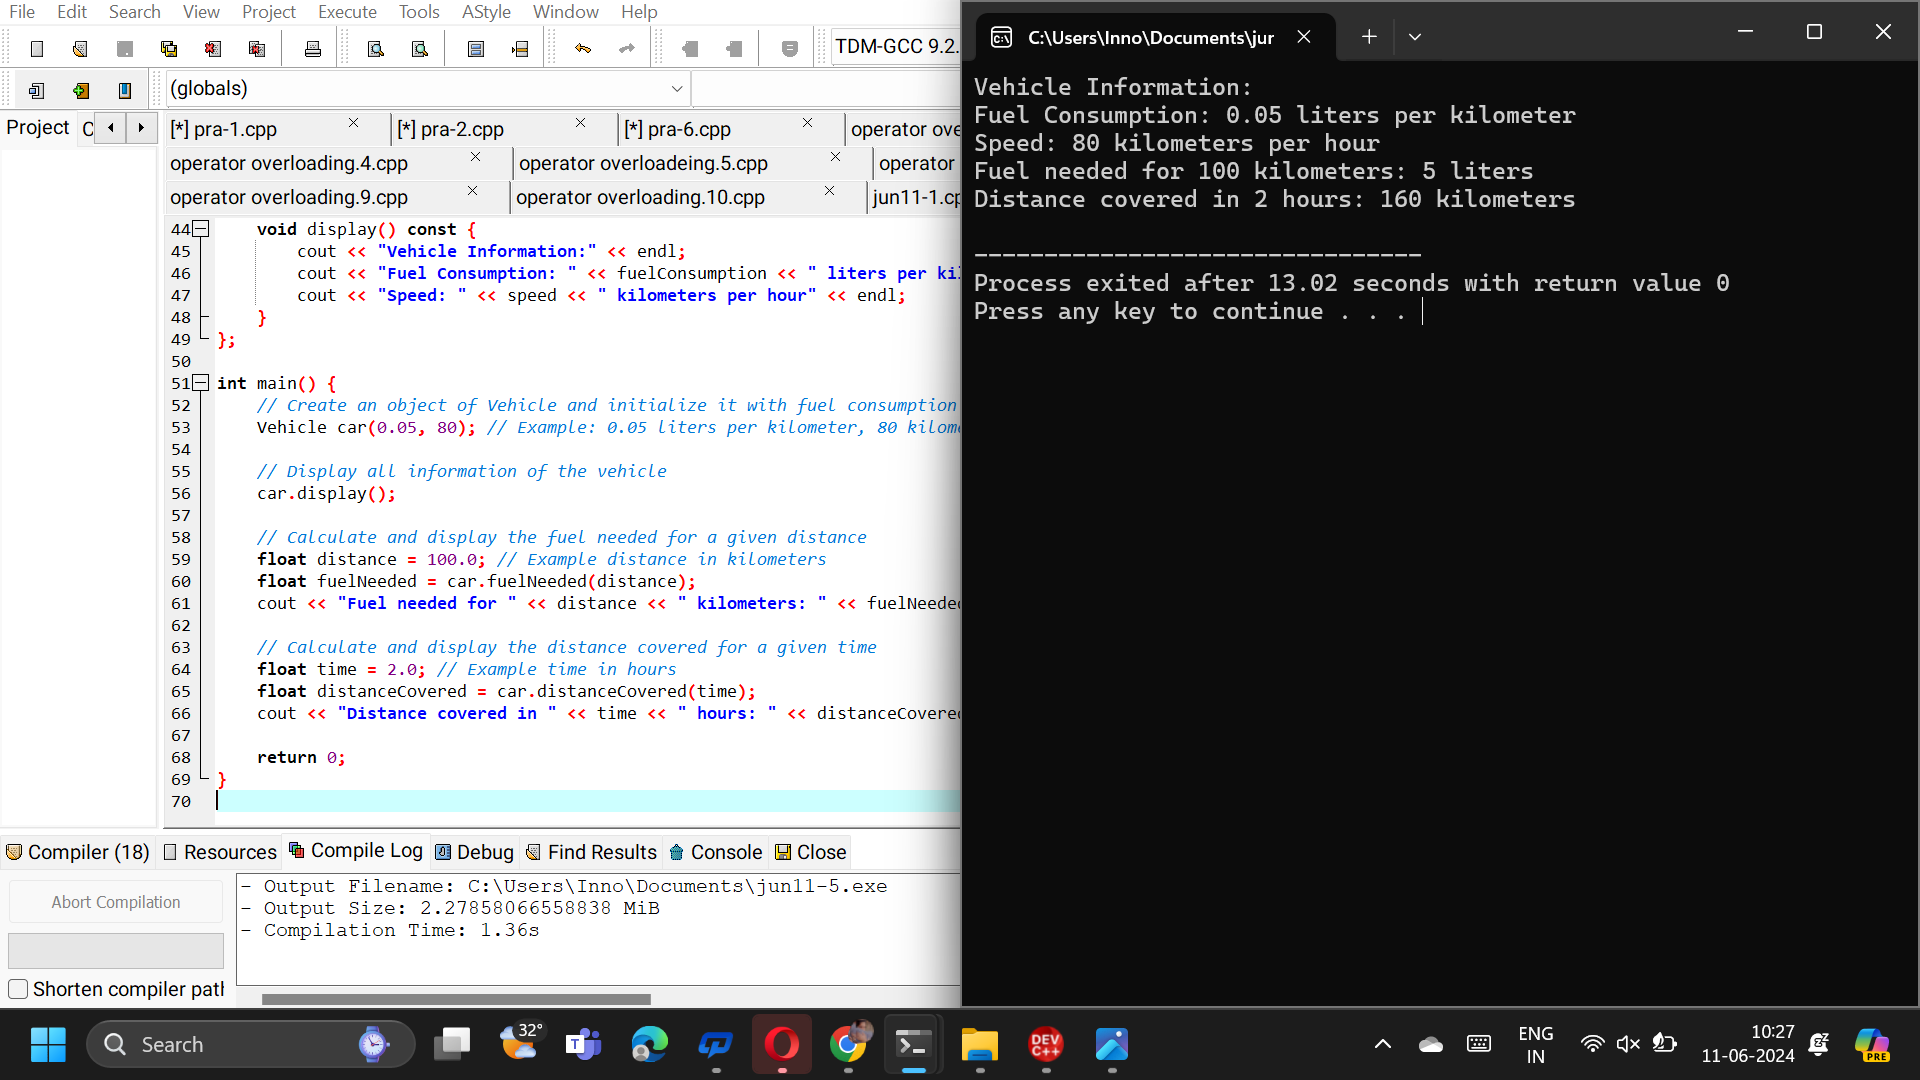 File Edit Search View Project Execute Tools AStyle Window Help
TDM-GCC 9.2.
(globals)
Project C
[*] pra-1.cpp [*] pra-2.cpp [*] pra-6.cpp operator ove
operator overloading.4.cpp operator overloadeing.5.cpp operator
operator overloading.9.cpp operator overloading.10.cpp jun11-1.cp
44 void display() const {
45 cout << "Vehicle Information:" << endl;
46 cout << "Fuel Consumption: " << fuelConsumption << " liters per ki
47 cout << "Speed: " << speed << " kilometers per hour" << endl;
48 }
49 };
50
51 int main() {
52 // Create an object of Vehicle and initialize it with fuel consumption
53 Vehicle car(0.05, 80); // Example: 0.05 liters per kilometer, 80 kilom
54
55 // Display all information of the vehicle
56 car.display();
57
58 // Calculate and display the fuel needed for a given distance
59 float distance = 100.0; // Example distance in kilometers
60 float fuelNeeded = car.fuelNeeded(distance);
61 cout << "Fuel needed for " << distance << " kilometers: " << fuelNeeded
62
63 // Calculate and display the distance covered for a given time
64 float time = 2.0; // Example time in hours
65 float distanceCovered = car.distanceCovered(time);
66 cout << "Distance covered in " << time << " hours: " << distanceCovered
67
68 return 0;
69 }
70
Compiler (18) Resources Compile Log Debug Find Results Console Close
Abort Compilation
Shorten compiler path
- Output Filename: C:\Users\Inno\Documents\jun11-5.exe
- Output Size: 2.27858066558838 MiB
- Compilation Time: 1.36s
C:\Users\Inno\Documents\jur
Vehicle Information:
Fuel Consumption: 0.05 liters per kilometer
Speed: 80 kilometers per hour
Fuel needed for 100 kilometers: 5 liters
Distance covered in 2 hours: 160 kilometers
--------------------------------
Process exited after 13.02 seconds with return value 0
Press any key to continue . . .
Search
32°
T
DEV
C++
ENG
IN
10:27
11-06-2024
PRE